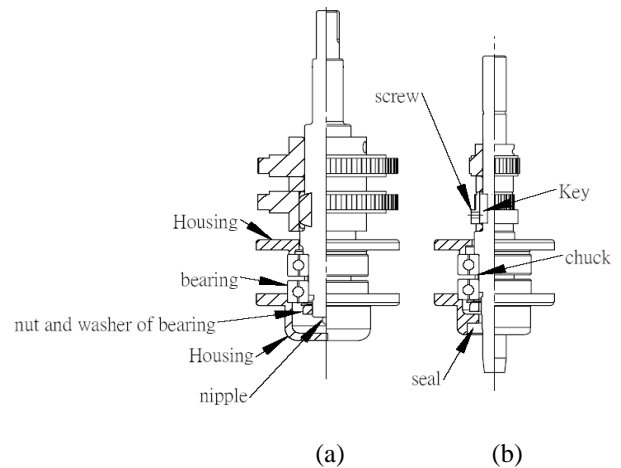 screw
Key
Housing
chuck
bearing
nut and washer of bearing
Housing
seal
nipple
(a)
(b)